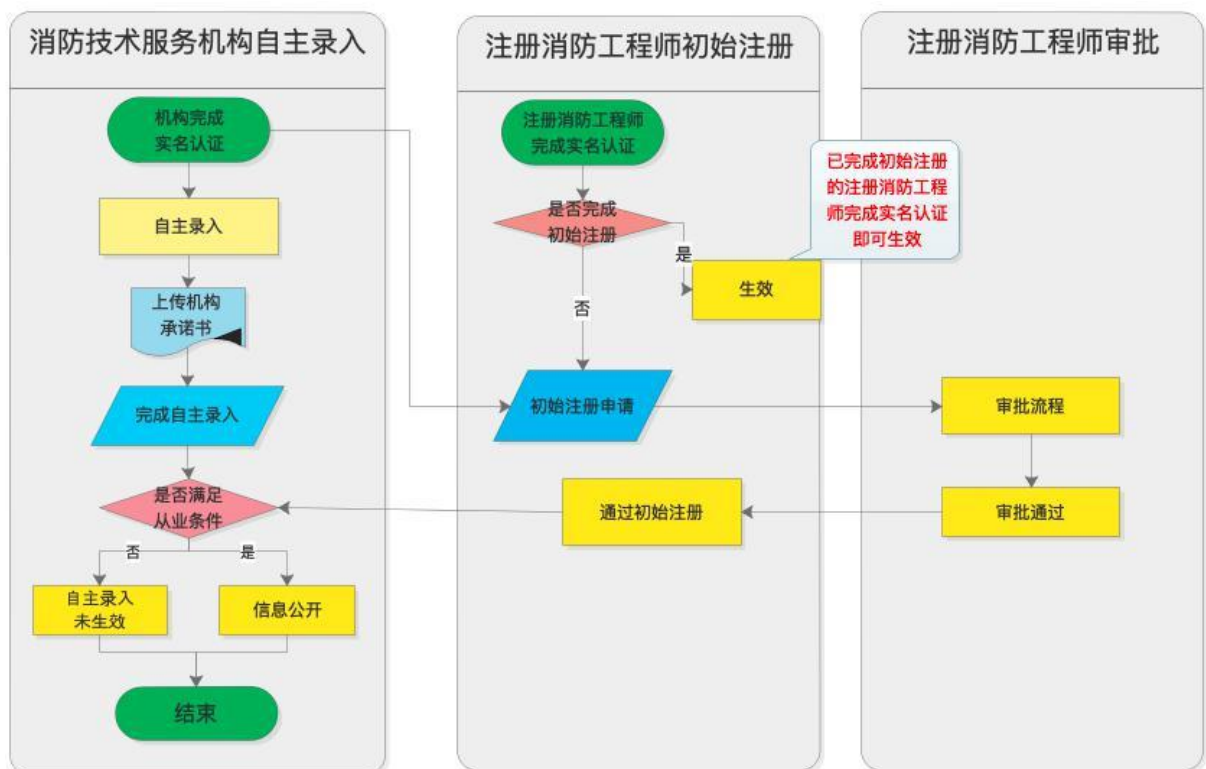 消防技术服务机构自主录入
机构完成
实名认证
自主录入
上传机构
承诺书
完成自主录入
是否满足
从业条件
否
是
自主录入
未生效
信息公开
结束
注册消防工程师初始注册
注册消防工程师
完成实名认证
是否完成
初始注册
是
否
生效
已完成初始注册
的注册消防工程
师完成实名认证
即可生效
初始注册申请
通过初始注册
注册消防工程师审批
审批流程
审批通过